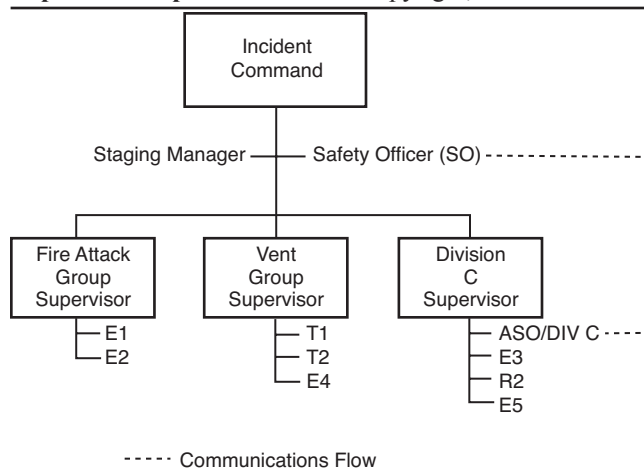 Incident
Command
Staging Manager
Safety Officer (SO)
Fire Attack
Group
Supervisor
E1
E2
Vent
Group
Supervisor
T1
T2
E4
Division
C
Supervisor
ASO/DIV C
E3
R2
E5
Communications Flow